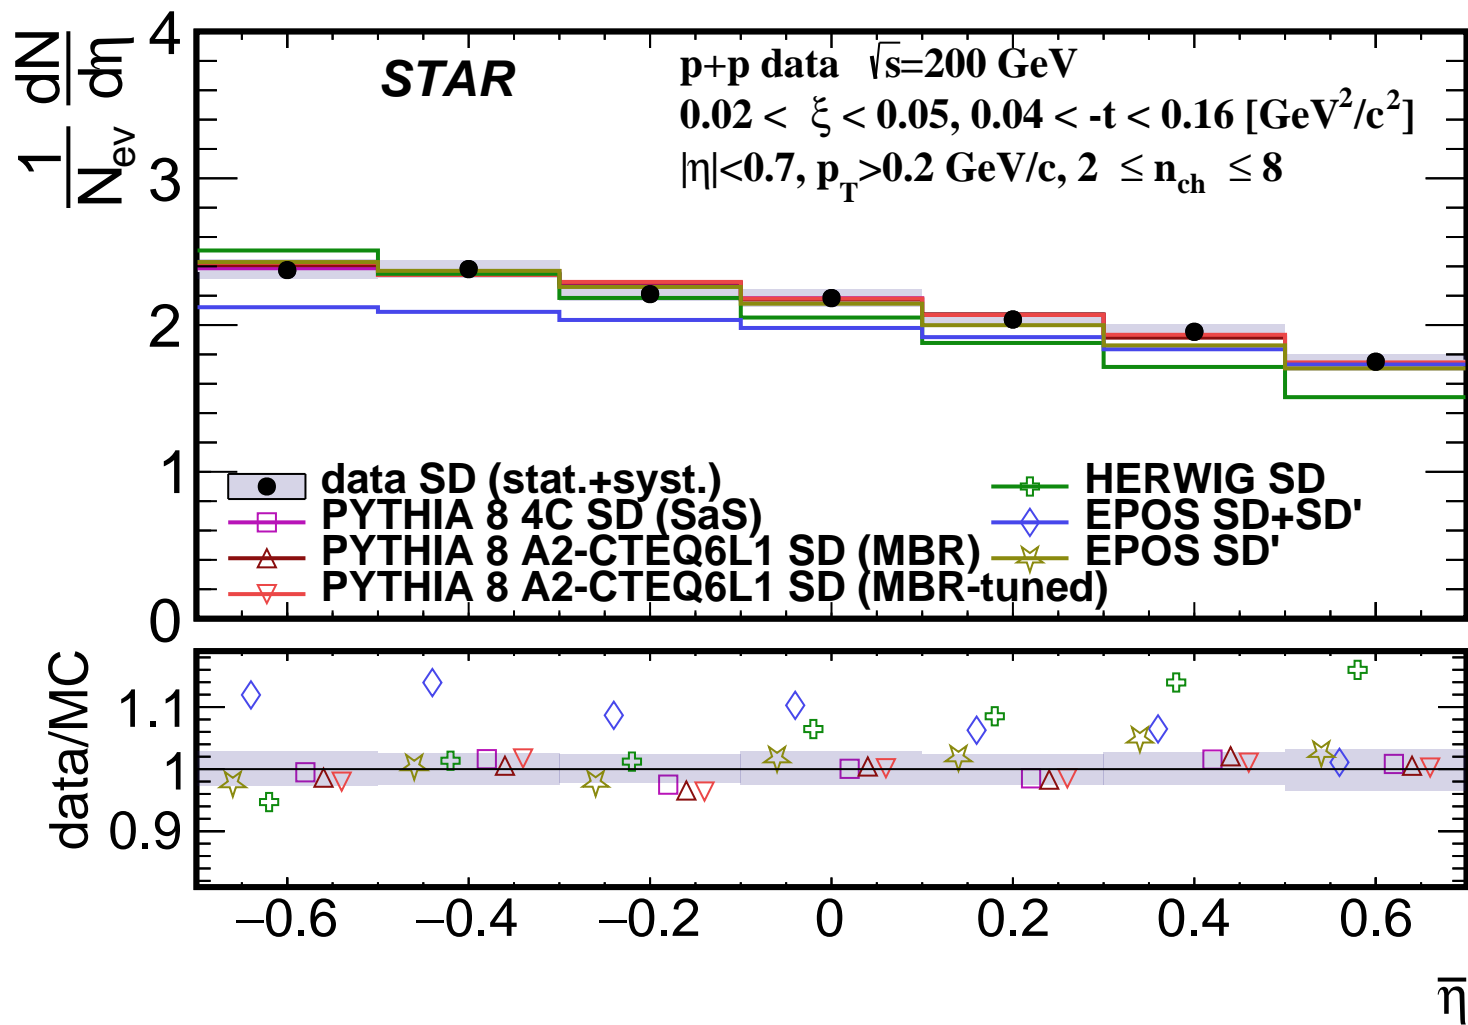 1/N_ev dN/dη
STAR
p+p data √s=200 GeV
0.02 < ξ < 0.05, 0.04 < -t < 0.16 [GeV²/c²]
|η|<0.7, p_T>0.2 GeV/c, 2 ≤ n_ch ≤ 8
4
3
2
1
0
data SD (stat.+syst.)
PYTHIA 8 4C SD (SaS)
PYTHIA 8 A2-CTEQ6L1 SD (MBR)
PYTHIA 8 A2-CTEQ6L1 SD (MBR-tuned)
HERWIG SD
EPOS SD+SD'
EPOS SD'
data/MC
1.1
1
0.9
−0.6 −0.4 −0.2 0 0.2 0.4 0.6
η̅